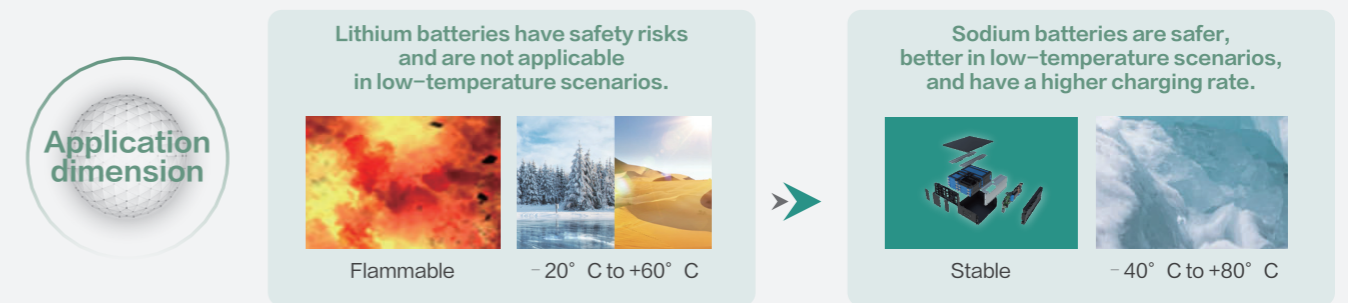 Application
dimension
Lithium batteries have safety risks
and are not applicable
in low-temperature scenarios.
Flammable
-20° C to +60° C
Sodium batteries are safer,
better in low-temperature scenarios,
and have a higher charging rate.
Stable
-40° C to +80° C